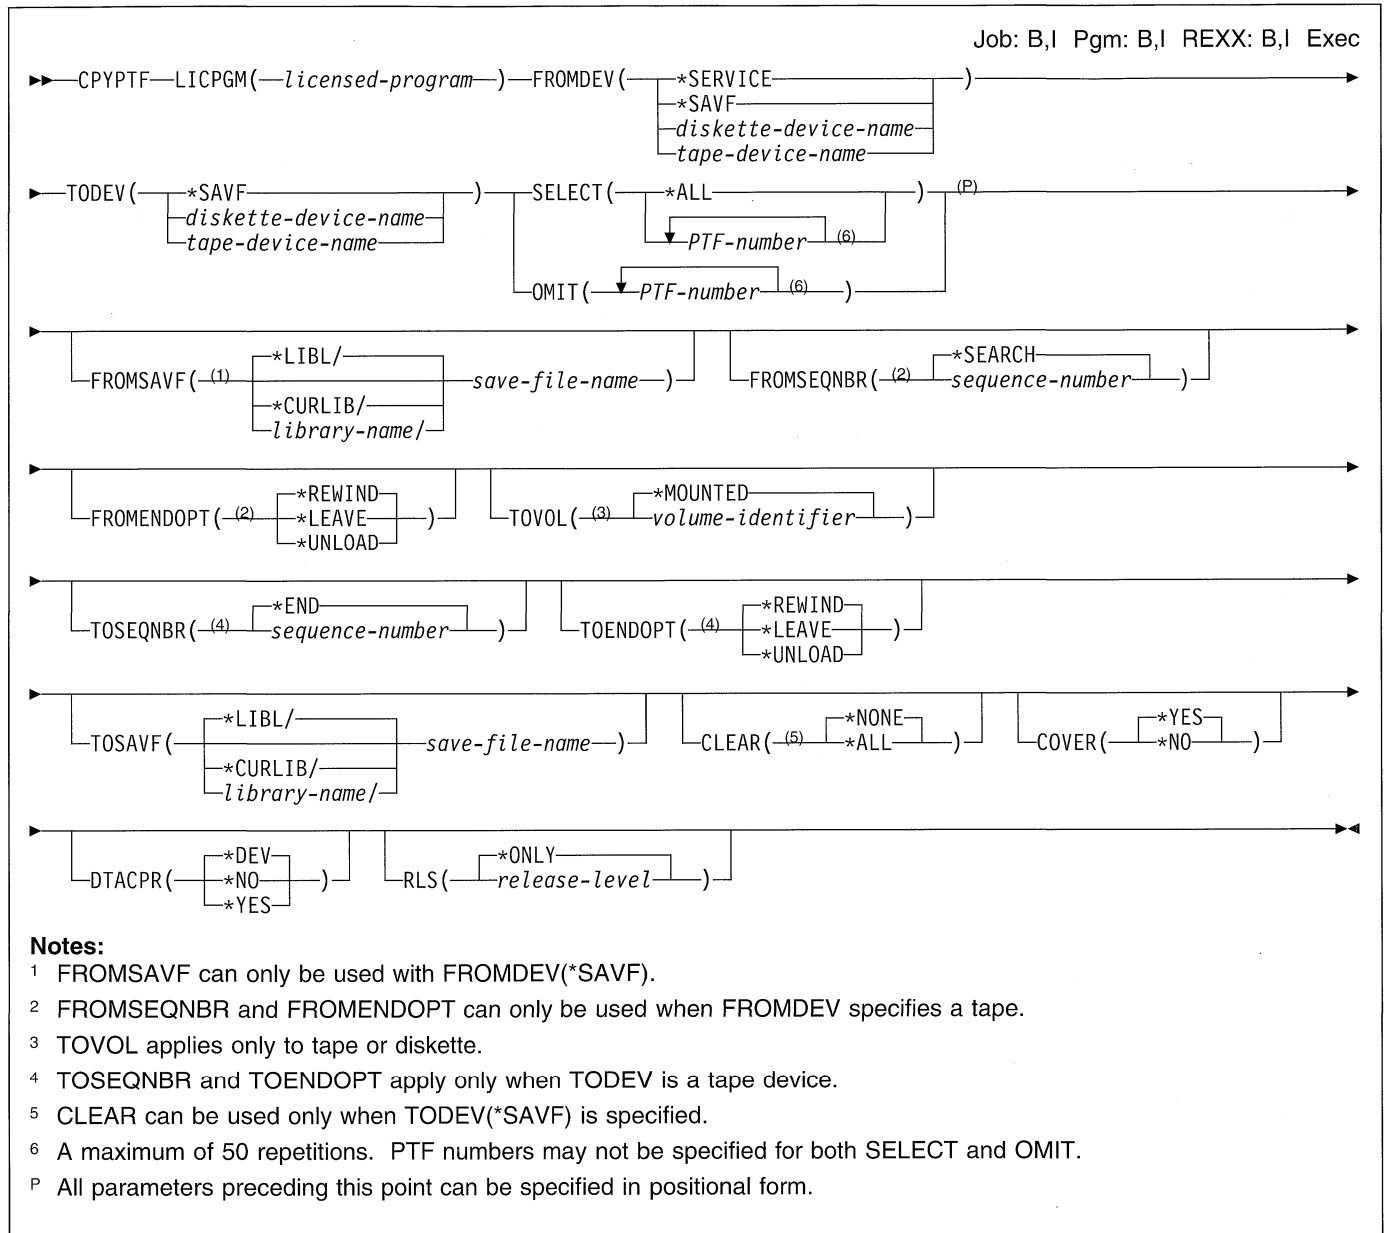 Job: B,I Pgm: B,I REXX: B,I Exec
CPYPTF LICPGM( licensed-program ) FROMDEV( *SERVICE )
*SAVF
diskette-device-name
tape-device-name
TODEV( *SAVF ) SELECT( *ALL ) (P)
diskette-device-name
tape-device-name
PTF-number (6)
OMIT( PTF-number (6) )
*LIBL/
FROMSAVF( (1) save-file-name )
*CURLIB/
library-name/
*SEARCH
FROMSEQNBR( (2) sequence-number )
*REWIND
FROMENDOPT( (2) *LEAVE )
*UNLOAD
*MOUNTED
TOVOL( (3) volume-identifier )
*END
TOSEQNBR( (4) sequence-number )
*REWIND
TOENDOPT( (4) *LEAVE )
*UNLOAD
*LIBL/
TOSAVF( save-file-name )
*CURLIB/
library-name/
*NONE
CLEAR( (5) *ALL )
*YES
COVER( *NO )
*DEV
DTACPR( *NO )
*YES
*ONLY
RLS( release-level )
Notes:
1 FROMSAVF can only be used with FROMDEV(*SAVF).
2 FROMSEQNBR and FROMENDOPT can only be used when FROMDEV specifies a tape.
3 TOVOL applies only to tape or diskette.
4 TOSEQNBR and TOENDOPT apply only when TODEV is a tape device.
5 CLEAR can be used only when TODEV(*SAVF) is specified.
6 A maximum of 50 repetitions. PTF numbers may not be specified for both SELECT and OMIT.
P All parameters preceding this point can be specified in positional form.